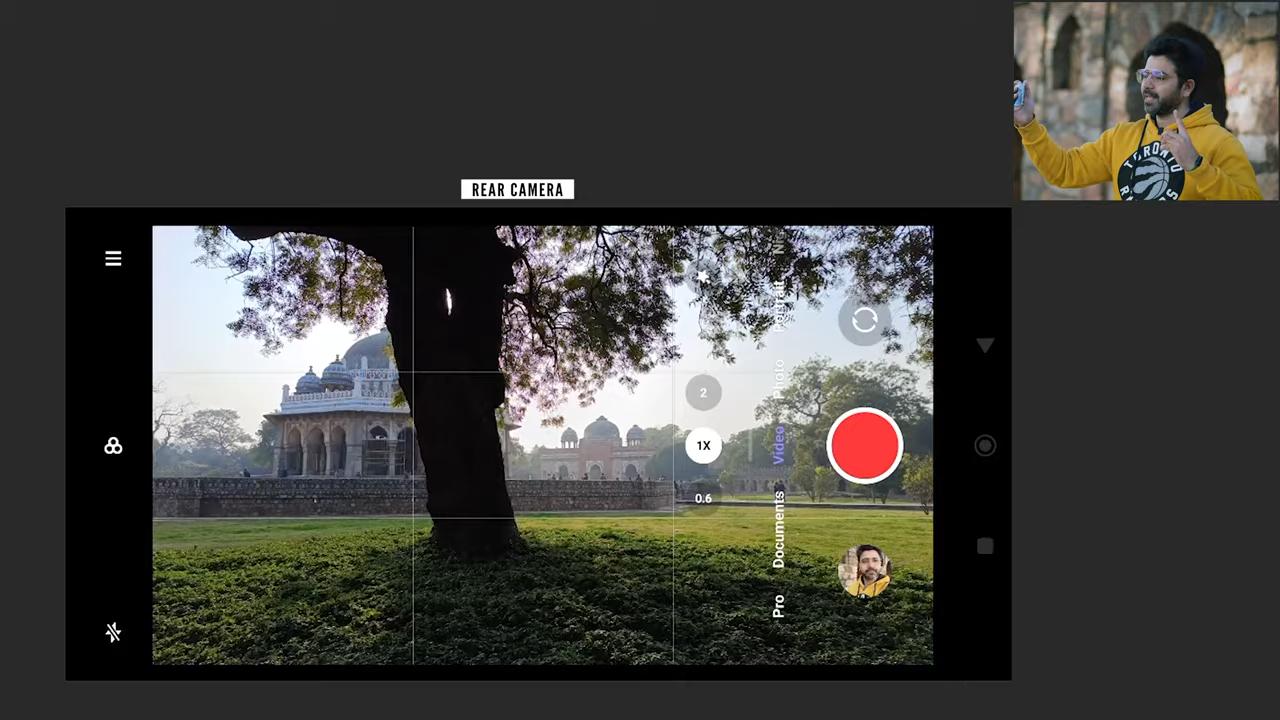 REAR CAMERA
TORONTO
Portrait
Photo
Video
Documents
Pro
2
1X
0.6